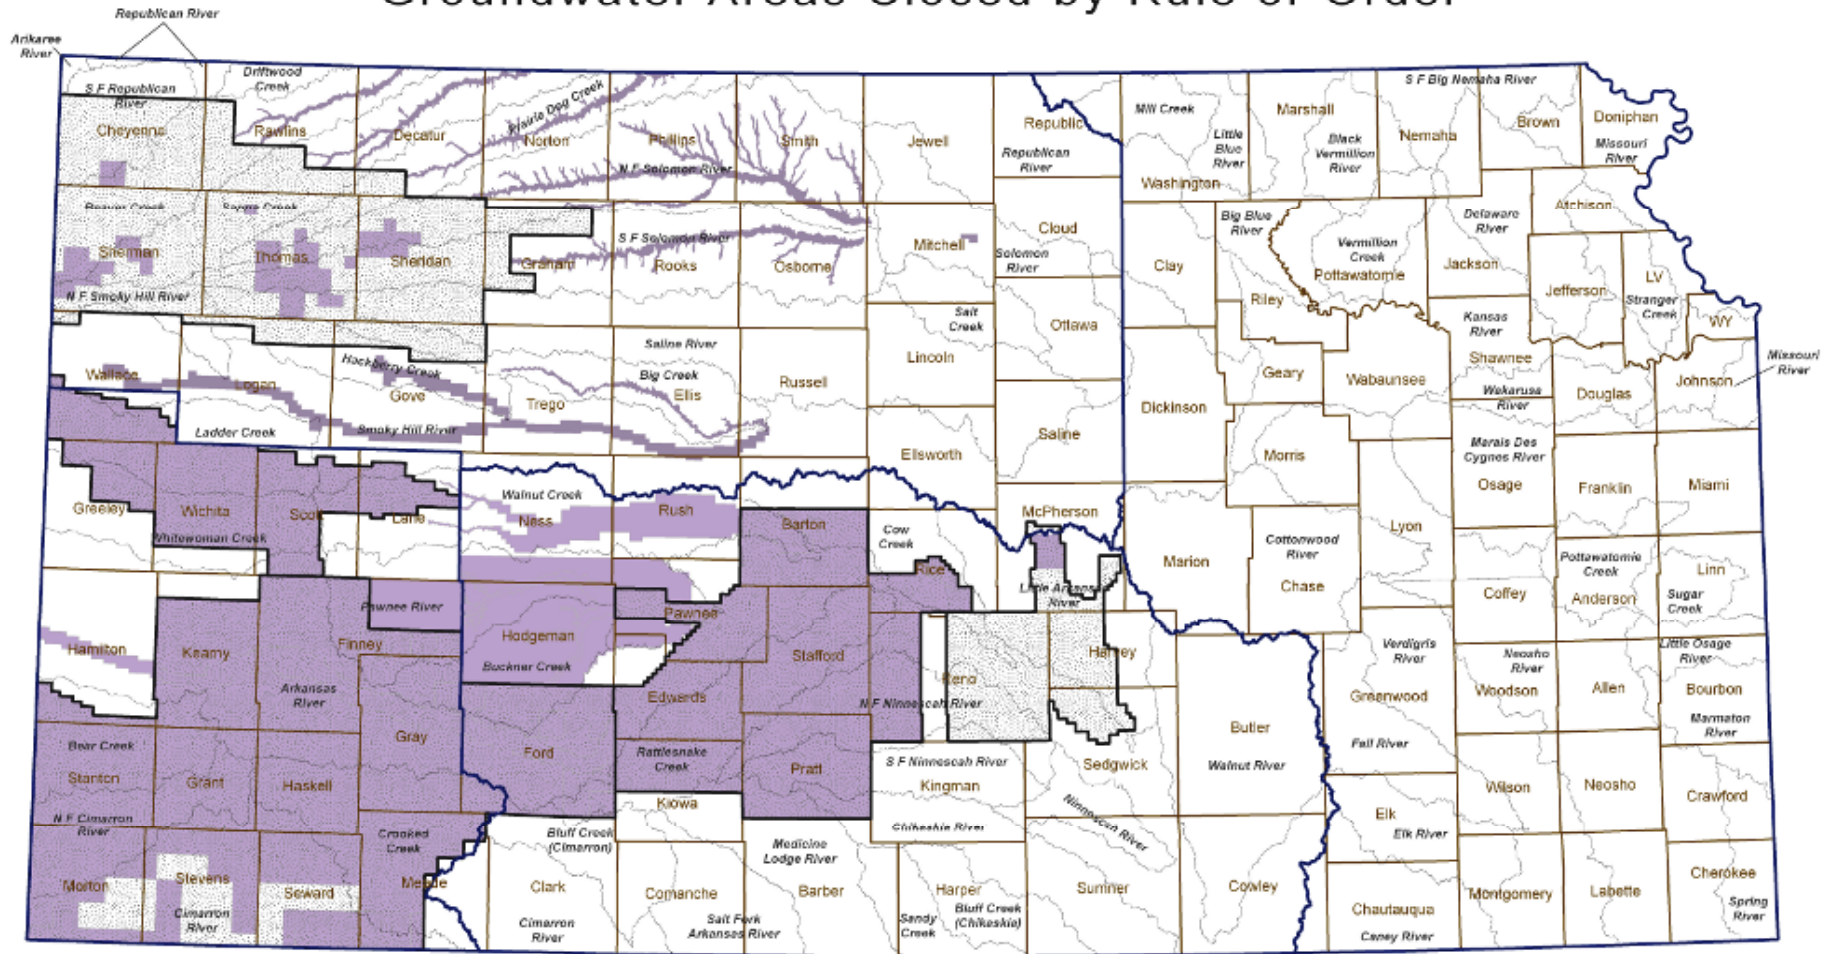 Groundwater Areas Closed by Rule or Order
Republican River
Arikaree
River
S F Republican
River
Driftwood
Creek
Prairie Dog Creek
Cheyenne
Rawlins
Decatur
Norton
Phillips
Smith
Jewell
Republic
Republican
River
Mill Creek
Little
Blue
River
Washington
Marshall
Black
Vermillion
River
S F Big Nemaha River
Nemaha
Brown
Doniphan
Missouri
River
N F Solomon River
Beaver Creek
Sappa Creek
Sherman
Thomas
Sheridan
Graham
S F Solomon River
Rooks
Osborne
Mitchell
Cloud
Solomon
River
Clay
Big Blue
River
Riley
Vermillion
Creek
Pottawatomie
Delaware
River
Jackson
Atchison
Jefferson
LV
Stranger
Creek
WY
N F Smoky Hill River
Salt
Creek
Ottawa
Lincoln
Kansas
River
Shawnee
Missouri
River
Wallace
Logan
Hackberry Creek
Gove
Trego
Saline River
Big Creek
Ellis
Russell
Geary
Wabaunsee
Wakarusa
River
Douglas
Johnson
Dickinson
Ladder Creek
Smoky Hill River
Saline
Ellsworth
Morris
Marais Des
Cygnes River
Osage
Franklin
Miami
Greeley
Wichita
Scott
Lane
Whitewoman Creek
Walnut Creek
Ness
Rush
Barton
Cow
Creek
McPherson
Marion
Cottonwood
River
Chase
Lyon
Pottawatomie
Creek
Coffey
Anderson
Linn
Sugar
Creek
Rice
Little Arkansas
River
Pawnee River
Pawnee
Hamilton
Kearny
Finney
Hodgeman
Buckner Creek
Stafford
Reno
Harvey
Verdigris
River
Neosho
River
Little Osage
River
Arkansas
River
Edwards
N F Ninnescah River
Greenwood
Woodson
Allen
Bourbon
Marmaton
River
Bear Creek
Stanton
Grant
Haskell
Gray
Ford
Rattlesnake
Creek
Pratt
S F Ninnescah River
Kingman
Sedgwick
Butler
Walnut River
Fall River
Wilson
Neosho
Crawford
N F Cimarron
River
Kiowa
Chikaskia River
Ninnescah River
Elk
Elk River
Crooked
Creek
Bluff Creek
(Cimarron)
Medicine
Lodge River
Morton
Stevens
Seward
Meade
Clark
Comanche
Barber
Harper
Sumner
Cowley
Montgomery
Labette
Cherokee
Cimarron
River
Cimarron
River
Salt Fork
Arkansas River
Sandy
Creek
Bluff Creek
(Chikaskia)
Chautauqua
Caney River
Spring
River